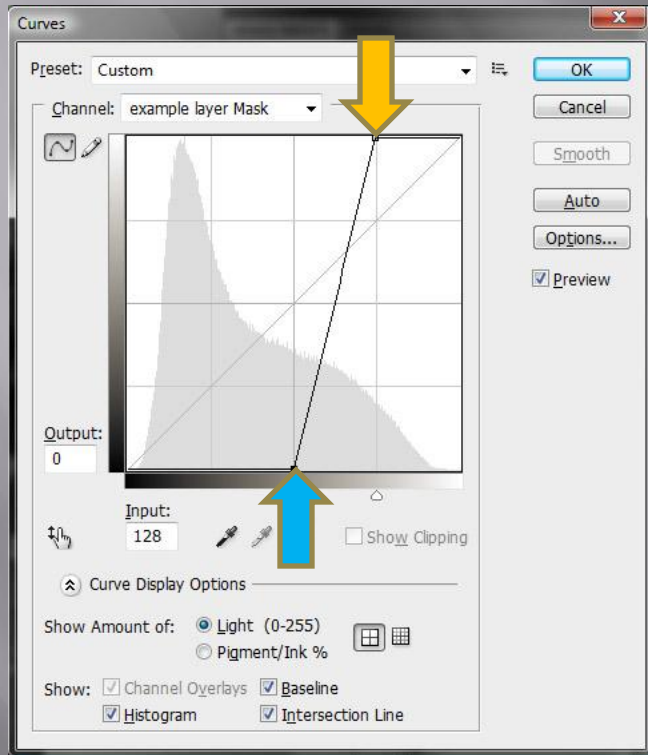 Curves
Preset: Custom
OK
Channel: example layer Mask
Cancel
Smooth
Auto
Options...
Preview
Output:
0
Input:
128
Show Clipping
Curve Display Options
Show Amount of: Light (0-255)
Pigment/Ink %
Show: Channel Overlays Baseline
Histogram Intersection Line